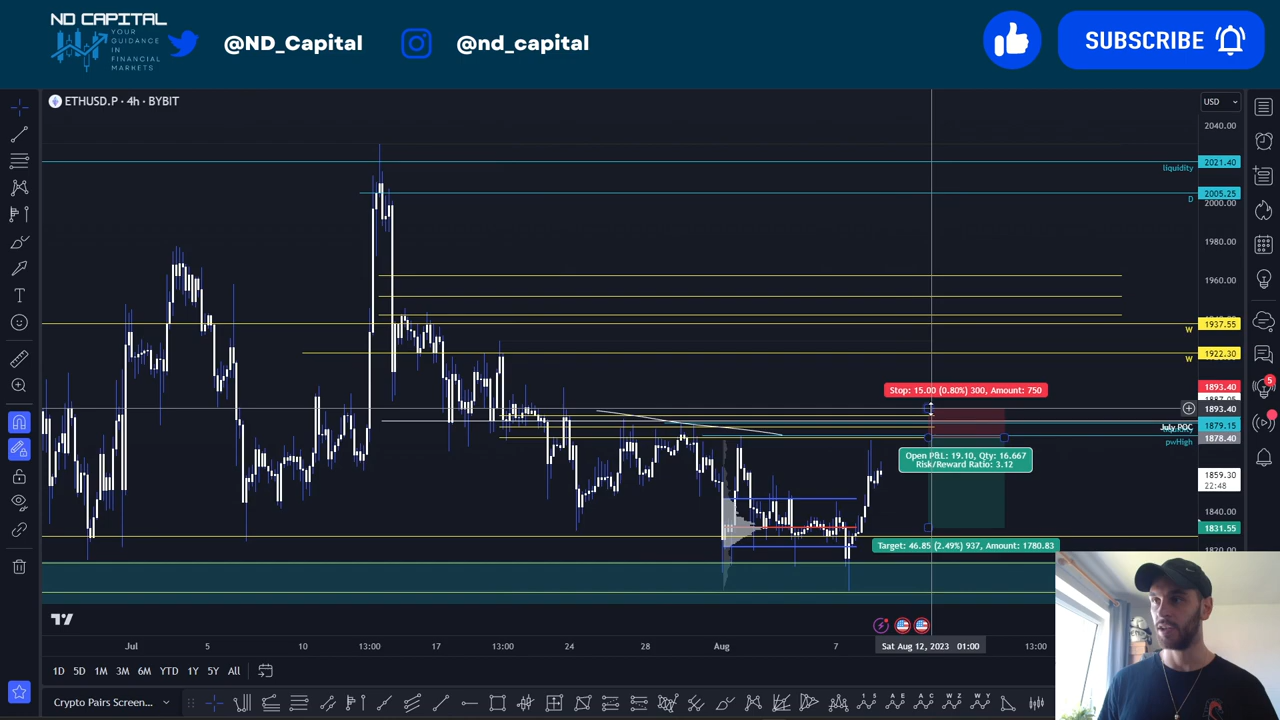 ND CAPITAL
YOUR
GUIDANCE
IN
FINANCIAL
MARKETS
@ND_Capital
@nd_capital
SUBSCRIBE
ETHUSD.P · 4h · BYBIT
USD
2040.00
2021.40
liquidity
2005.25
D
2000.00
1980.00
1960.00
1937.55
W
1922.30
W
Stop: 15.00 (0.80%) 300, Amount: 750
1893.40
1893.40
1879.15
July POC
1878.40
pwHigh
Open P&L: 19.10, Qty: 16.667
Risk/Reward Ratio: 3.12
1859.30
22:48
1840.00
1831.55
Target: 46.85 (2.49%) 937, Amount: 1780.83
5
Jul
5
10
13:00
17
13:00
24
28
Aug
7
Sat Aug 12, 2023 01:00
13:00
1D
5D
1M
3M
6M
YTD
1Y
5Y
All
Crypto Pairs Screen...